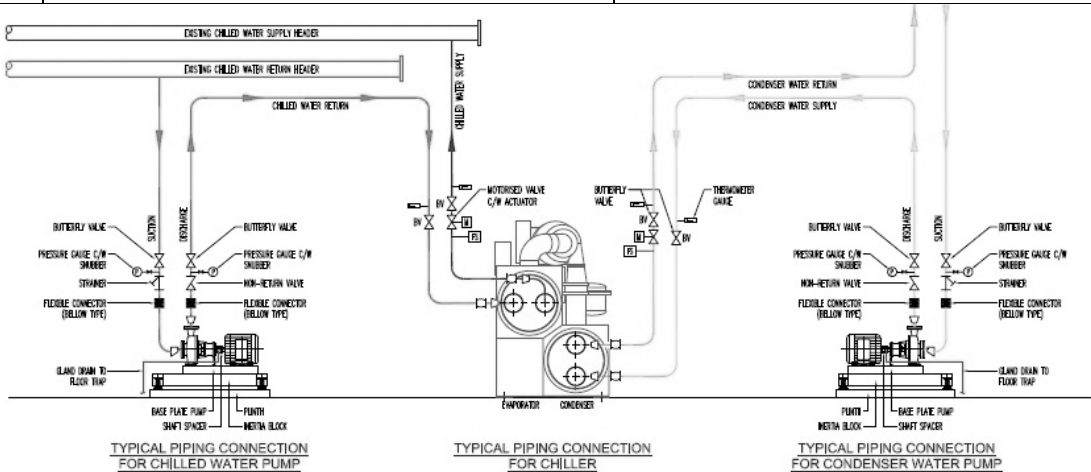 EXISTING CHILLED WATER SUPPLY HEADER
EXISTING CHILLED WATER RETURN HEADER
CHILLED WATER RETURN
CHILLED WATER SUPPLY
CONDENSER WATER RETURN
CONDENSER WATER SUPPLY
SUCTION
DISCHARGE
BUTTERFLY VALVE
PRESSURE GAUGE C/W
SNUBBER
STRAINER
FLEXIBLE CONNECTOR
(BELLOW TYPE)
BUTTERFLY VALVE
PRESSURE GAUGE C/W
SNUBBER
NON-RETURN VALVE
FLEXIBLE CONNECTOR
(BELLOW TYPE)
P
P
GLAND DRAIN TO
FLOOR TRAP
BASE PLATE PUMP
SHAFT SPACER
PLINTH
INERTIA BLOCK
TYPICAL PIPING CONNECTION
FOR CHILLED WATER PUMP
BV
BV
M
FS
MOTORISED VALVE
C/W ACTUATOR
BUTTERFLY
VALVE
BV
M
FS
BV
THERMOMETER
GAUGE
EVAPORATOR
CONDENSER
TYPICAL PIPING CONNECTION
FOR CHILLER
DISCHARGE
SUCTION
BUTTERFLY VALVE
PRESSURE GAUGE C/W
SNUBBER
NON-RETURN VALVE
FLEXIBLE CONNECTOR
(BELLOW TYPE)
BUTTERFLY VALVE
PRESSURE GAUGE C/W
SNUBBER
STRAINER
FLEXIBLE CONNECTOR
(BELLOW TYPE)
P
P
GLAND DRAIN TO
FLOOR TRAP
PLINTH
INERTIA BLOCK
BASE PLATE PUMP
SHAFT SPACER
TYPICAL PIPING CONNECTION
FOR CONDENSER WATER PUMP